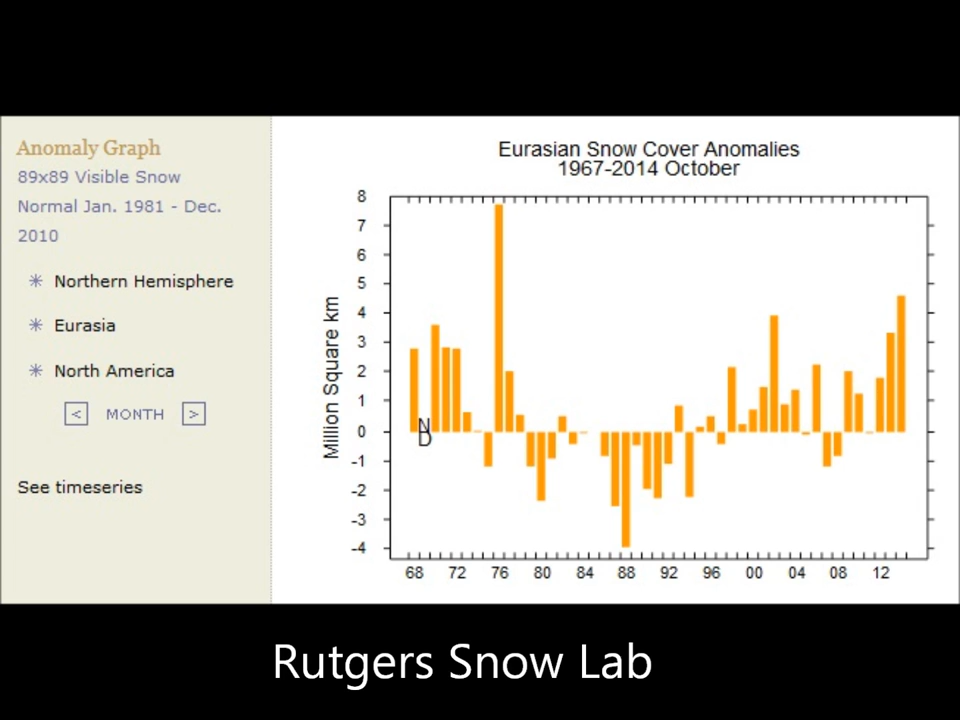 Anomaly Graph
89x89 Visible Snow
Normal Jan. 1981 - Dec.
2010
✳ Northern Hemisphere
✳ Eurasia
✳ North America
< MONTH >
See timeseries
Eurasian Snow Cover Anomalies
1967-2014 October
Million Square km
8
7
6
5
4
3
2
1
0
-1
-2
-3
-4
N
D
68 72 76 80 84 88 92 96 00 04 08 12
Rutgers Snow Lab